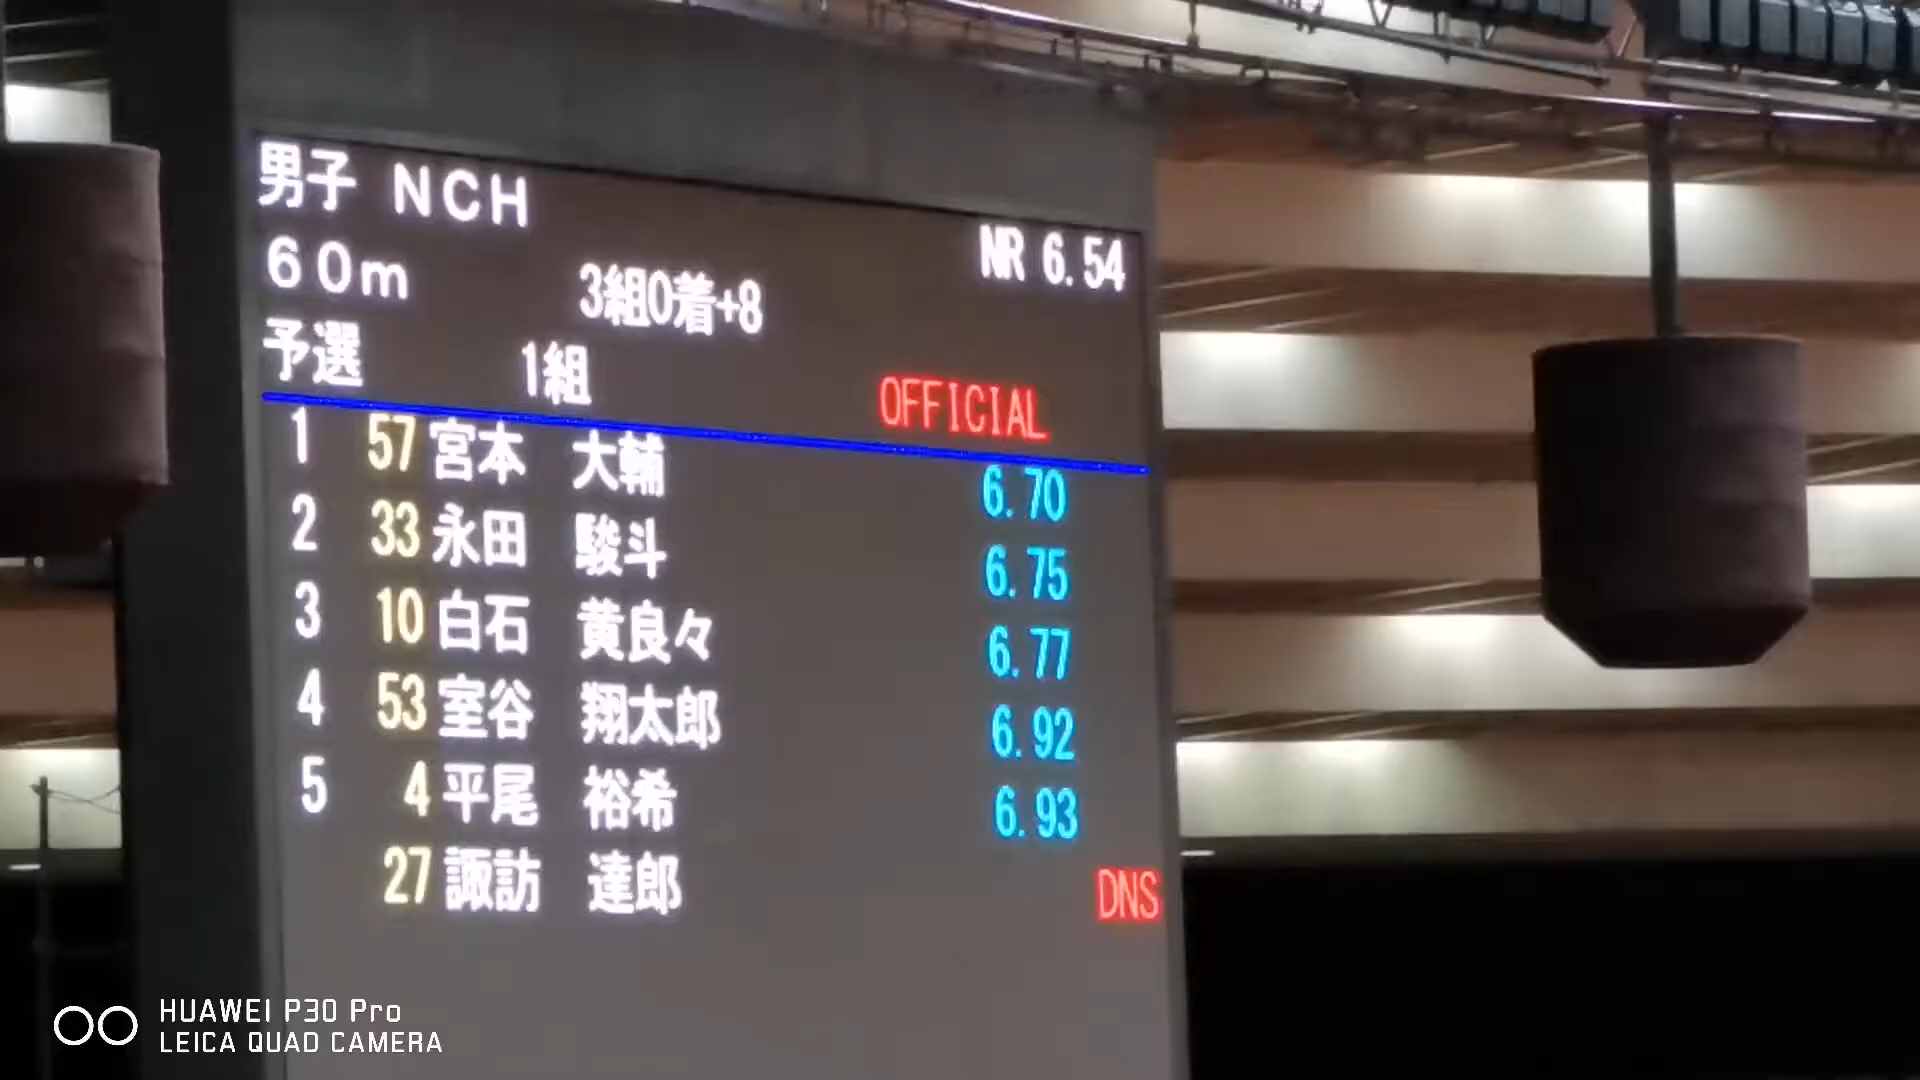 男子 NCH
NR 6.54
60m 3組0着+8
予選 1組
OFFICIAL
1 57 宮本 大輔 6.70
2 33 永田 駿斗 6.75
3 10 白石 黄良々 6.77
4 53 室谷 翔太郎 6.92
5 4 平尾 裕希 6.93
27 諏訪 達郎 DNS
HUAWEI P30 Pro
LEICA QUAD CAMERA